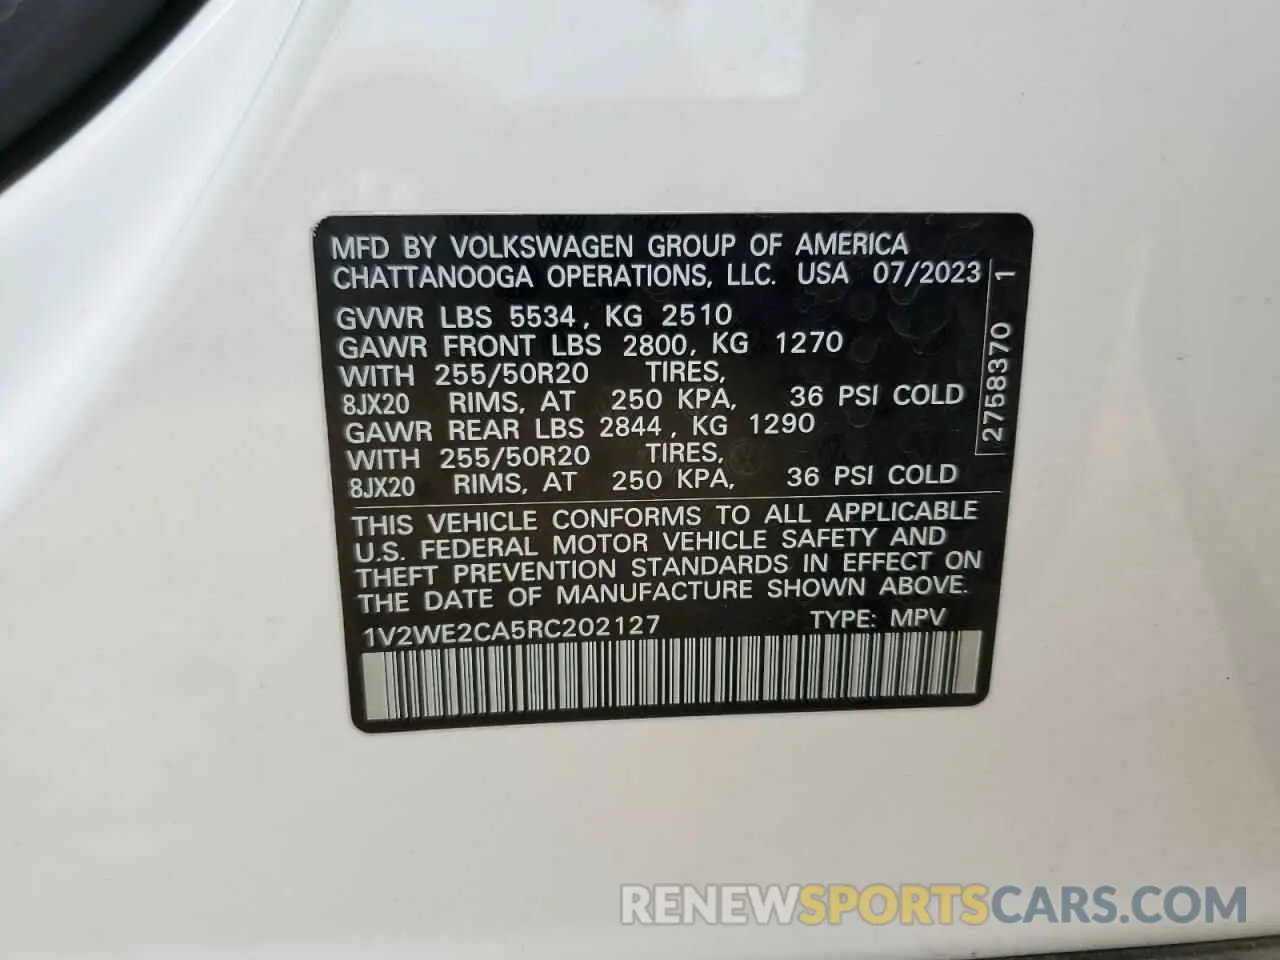 MFD BY VOLKSWAGEN GROUP OF AMERICA
CHATTANOOGA OPERATIONS, LLC. USA 07/2023
GVWR LBS 5534, KG 2510
GAWR FRONT LBS 2800, KG 1270
WITH 255/50R20 TIRES,
8JX20 RIMS, AT 250 KPA, 36 PSI COLD
GAWR REAR LBS 2844, KG 1290
WITH 255/50R20 TIRES,
8JX20 RIMS, AT 250 KPA, 36 PSI COLD
THIS VEHICLE CONFORMS TO ALL APPLICABLE
U.S. FEDERAL MOTOR VEHICLE SAFETY AND
THEFT PREVENTION STANDARDS IN EFFECT ON
THE DATE OF MANUFACTURE SHOWN ABOVE.
1V2WE2CA5RC202127 TYPE: MPV
2758370 1
RENEWSPORTSCARS.COM